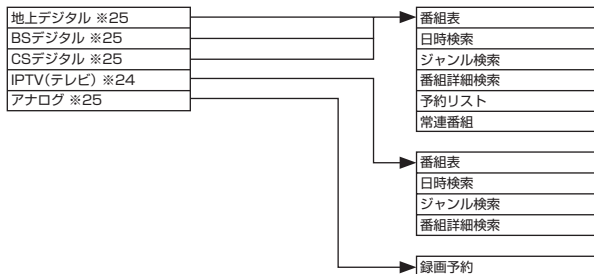 地上デジタル ※25
BSデジタル ※25
CSデジタル ※25
IPTV(テレビ) ※24
アナログ ※25
番組表
日時検索
ジャンル検索
番組詳細検索
予約リスト
常連番組
番組表
日時検索
ジャンル検索
番組詳細検索
録画予約